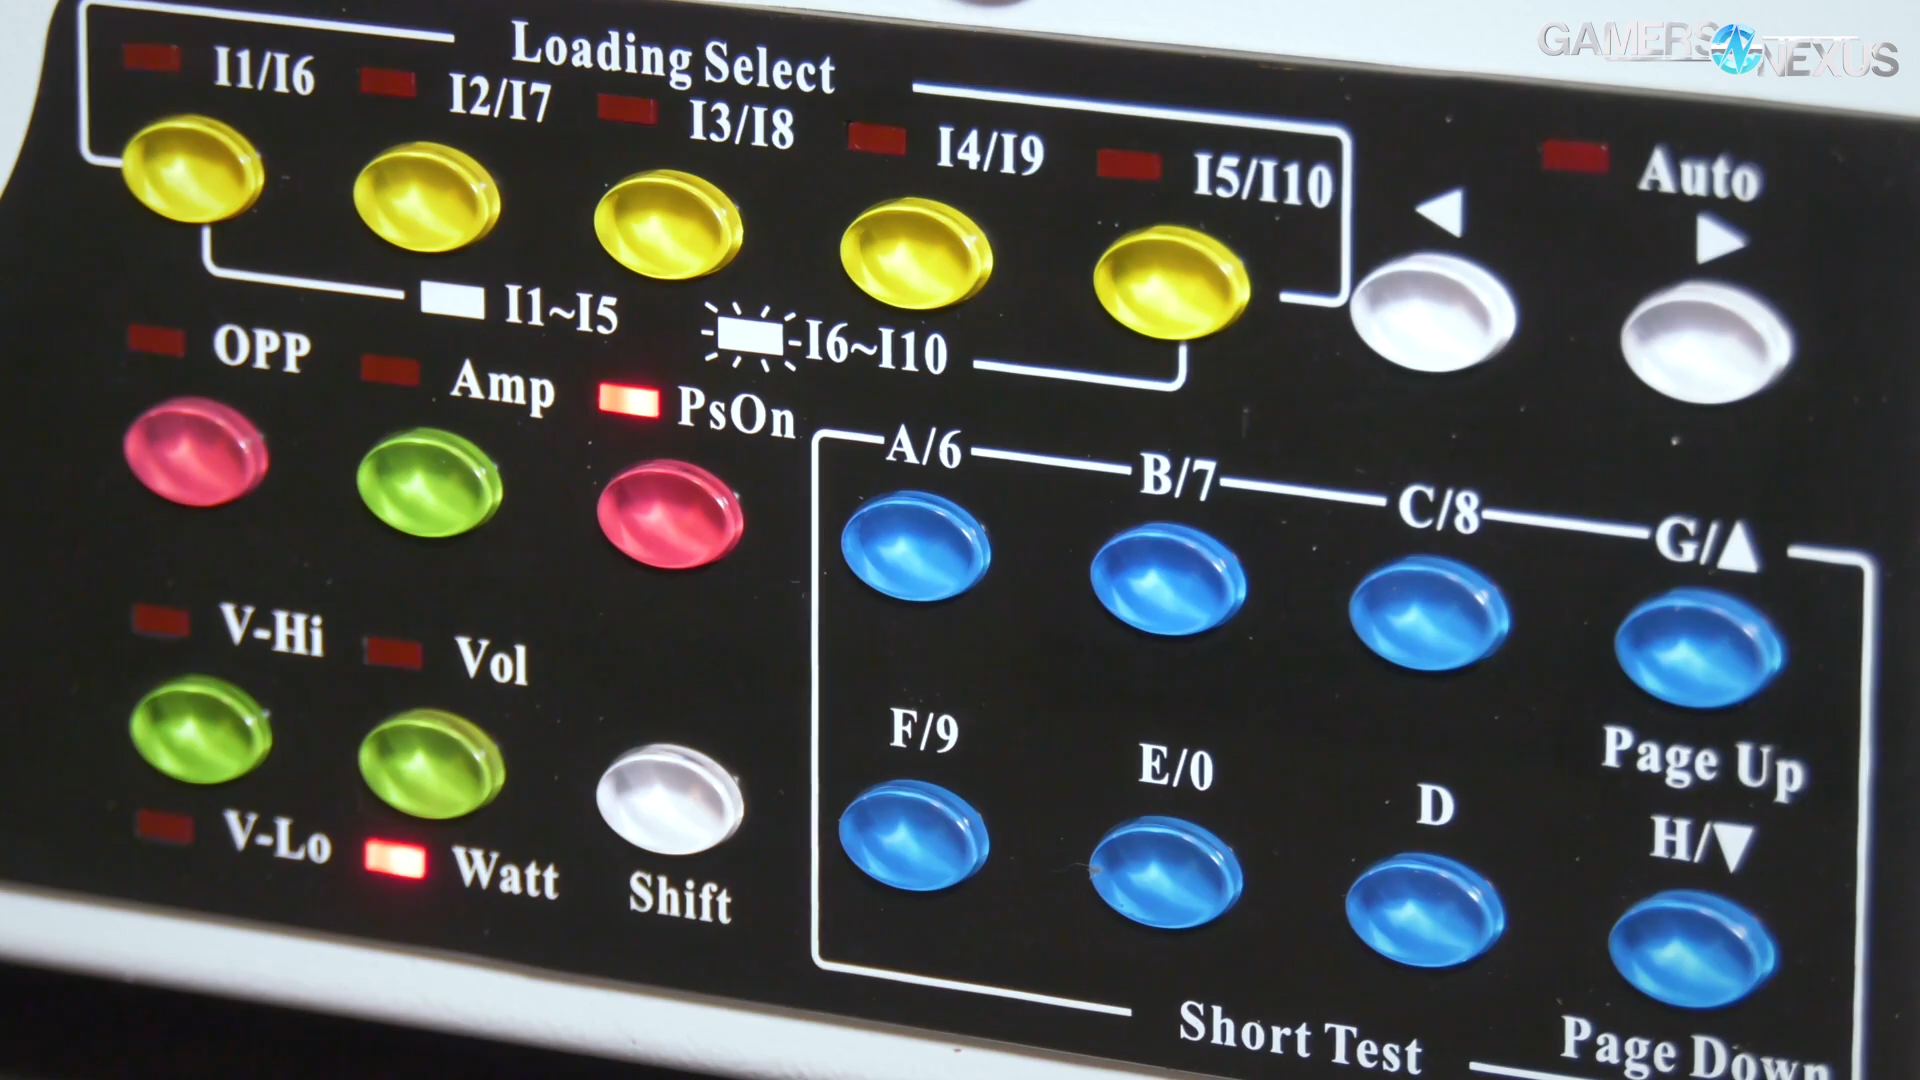 GAMERS NEXUS
Loading Select
I1/I6 I2/I7 I3/I8 I4/I9 I5/I10
Auto
I1~I5 I6~I10
OPP Amp PsOn
A/6 B/7 C/8 G/▲
V-Hi Vol
Page Up
F/9 E/0 D H/▼
V-Lo Watt Shift
Short Test
Page Down